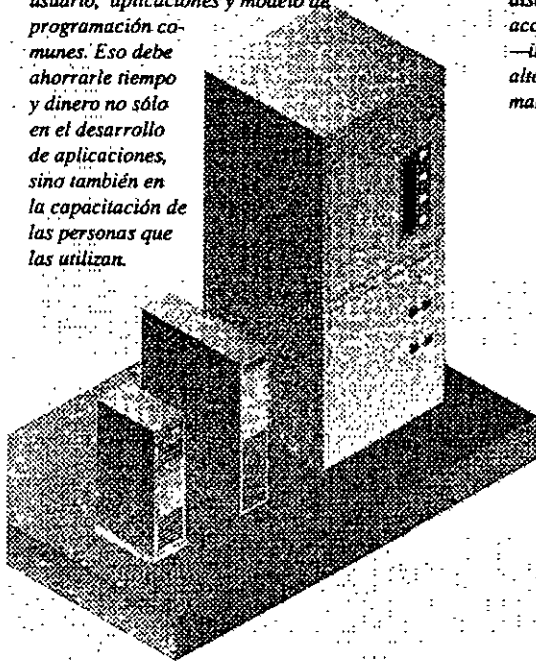 usuario, aplicaciones y modelo de
programación co-
munes. Eso debe
ahorrarle tiempo
y dinero no sólo
en el desarrollo
de aplicaciones,
sino también en
la capacitación de
las personas que
las utilizan.